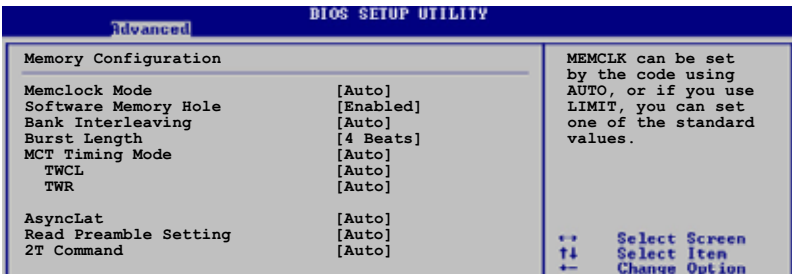 BIOS SETUP UTILITY
Advanced
Memory Configuration
Memclock Mode [Auto]
Software Memory Hole [Enabled]
Bank Interleaving [Auto]
Burst Length [4 Beats]
MCT Timing Mode [Auto]
TWCL [Auto]
TWR [Auto]
AsyncLat [Auto]
Read Preamble Setting [Auto]
2T Command [Auto]
MEMCLK can be set
by the code using
AUTO, or if you use
LIMIT, you can set
one of the standard
values.
↔ Select Screen
↑↓ Select Item
+- Change Option